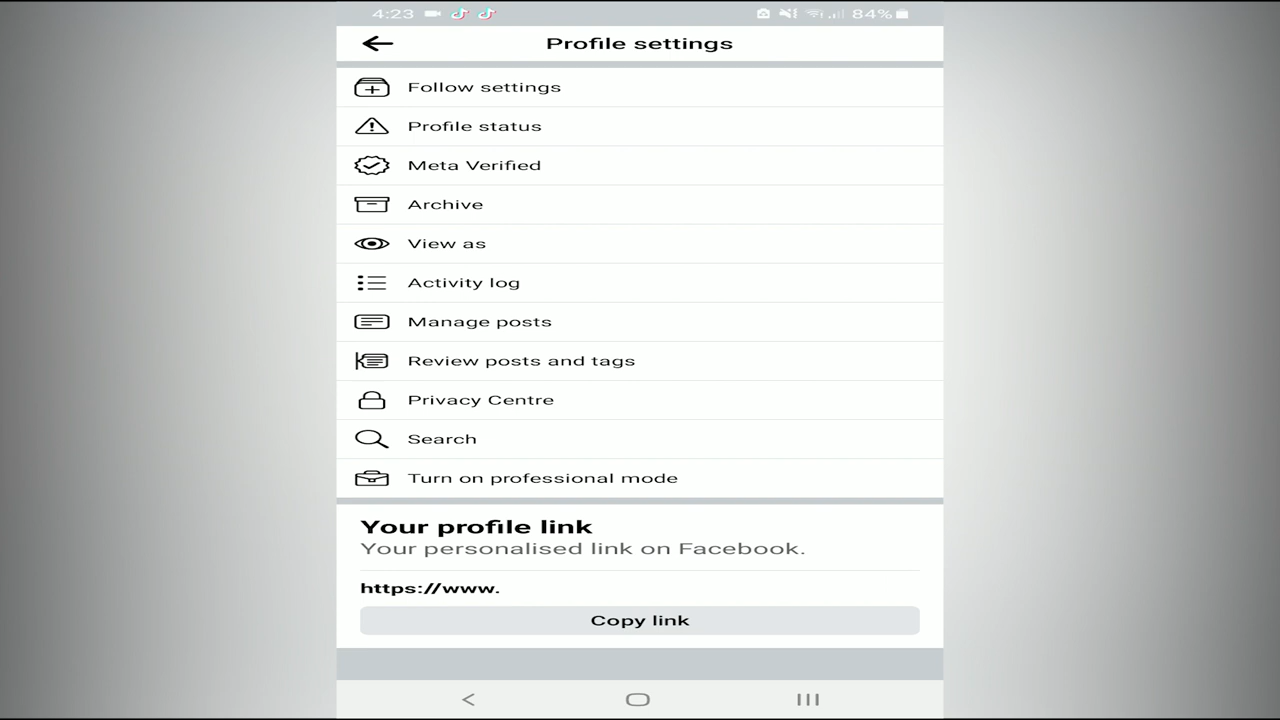 4:23 84%
Profile settings
Follow settings
Profile status
Meta Verified
Archive
View as
Activity log
Manage posts
Review posts and tags
Privacy Centre
Search
Turn on professional mode
Your profile link
Your personalised link on Facebook.
https://www.
Copy link